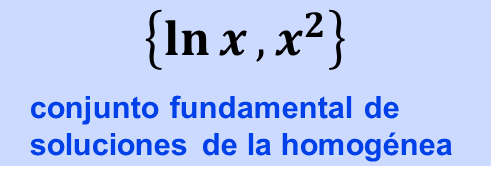 {ln x , x²}
conjunto fundamental de
soluciones de la homogénea